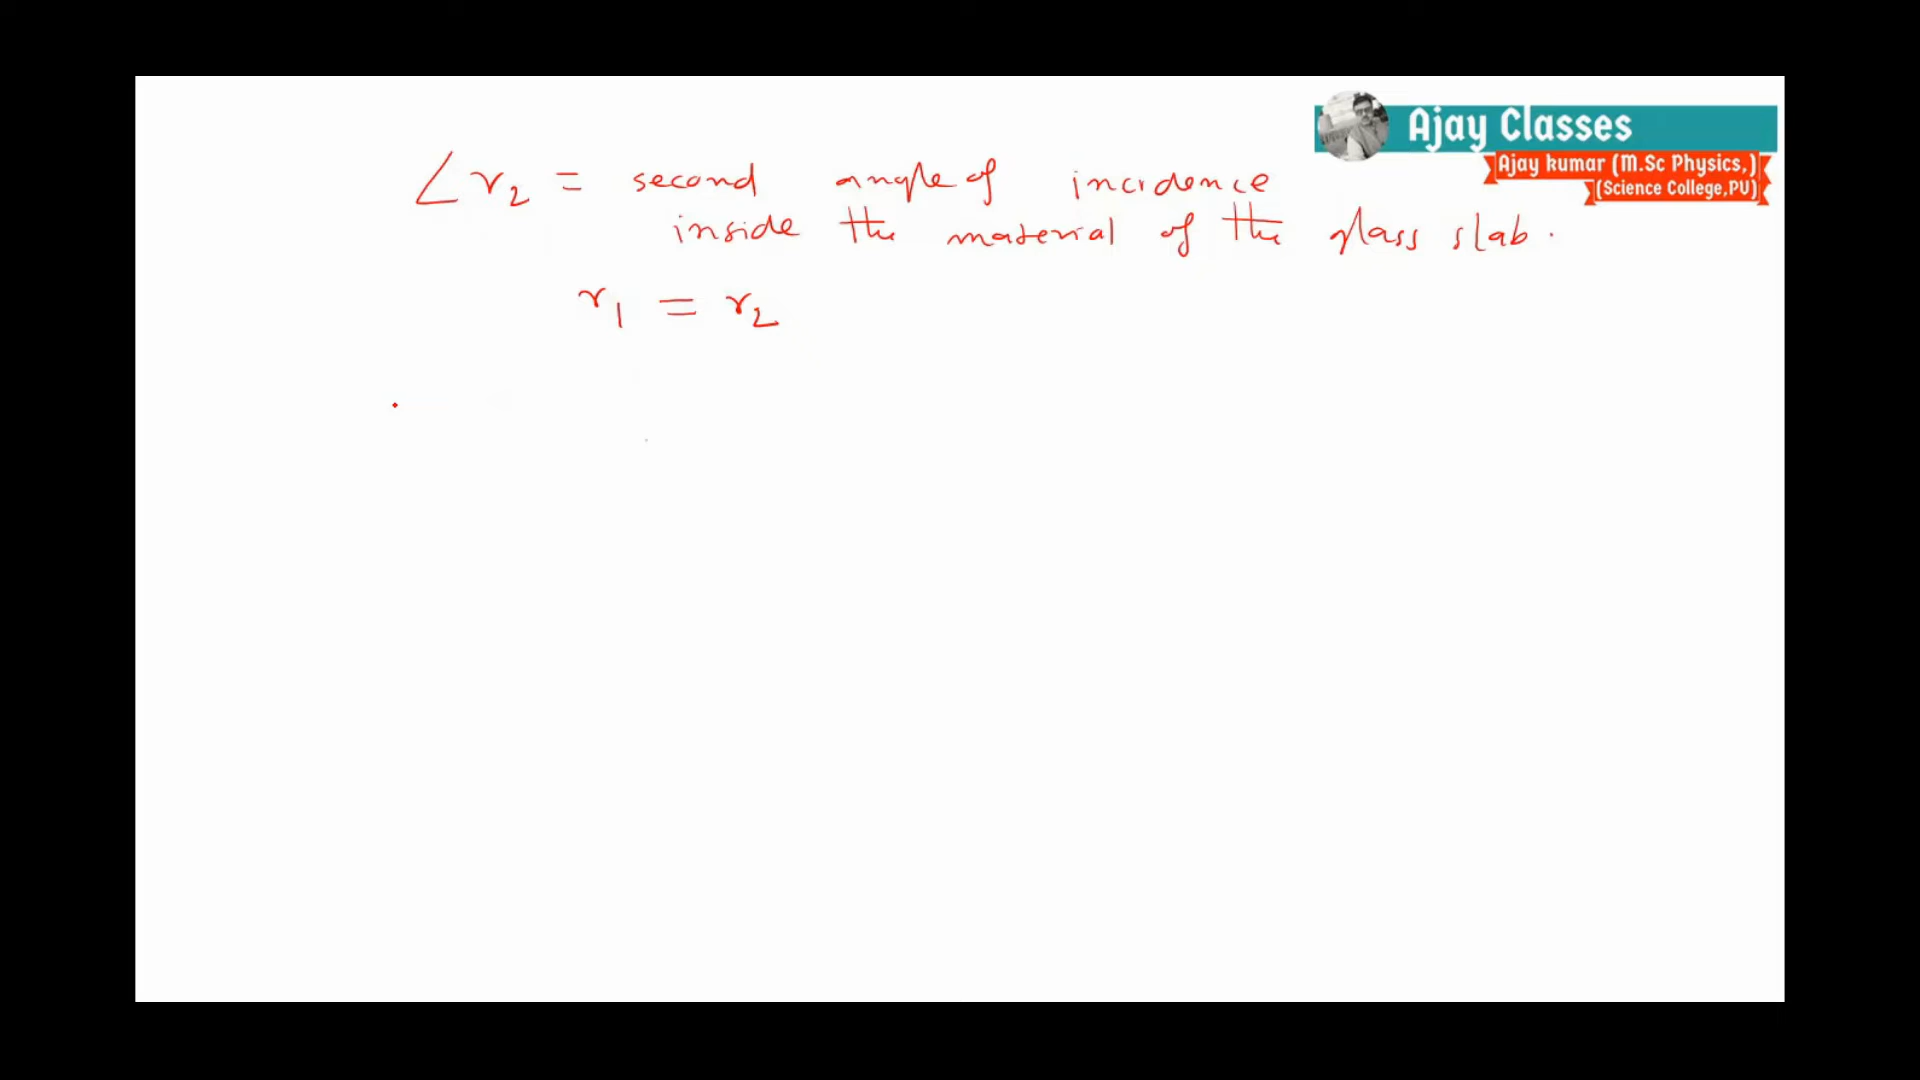 Ajay Classes
Ajay kumar (M.Sc Physics,)
(Science College,PU)
∠r₂ = second angle of incidence
inside the material of the glass slab.
r₁ = r₂